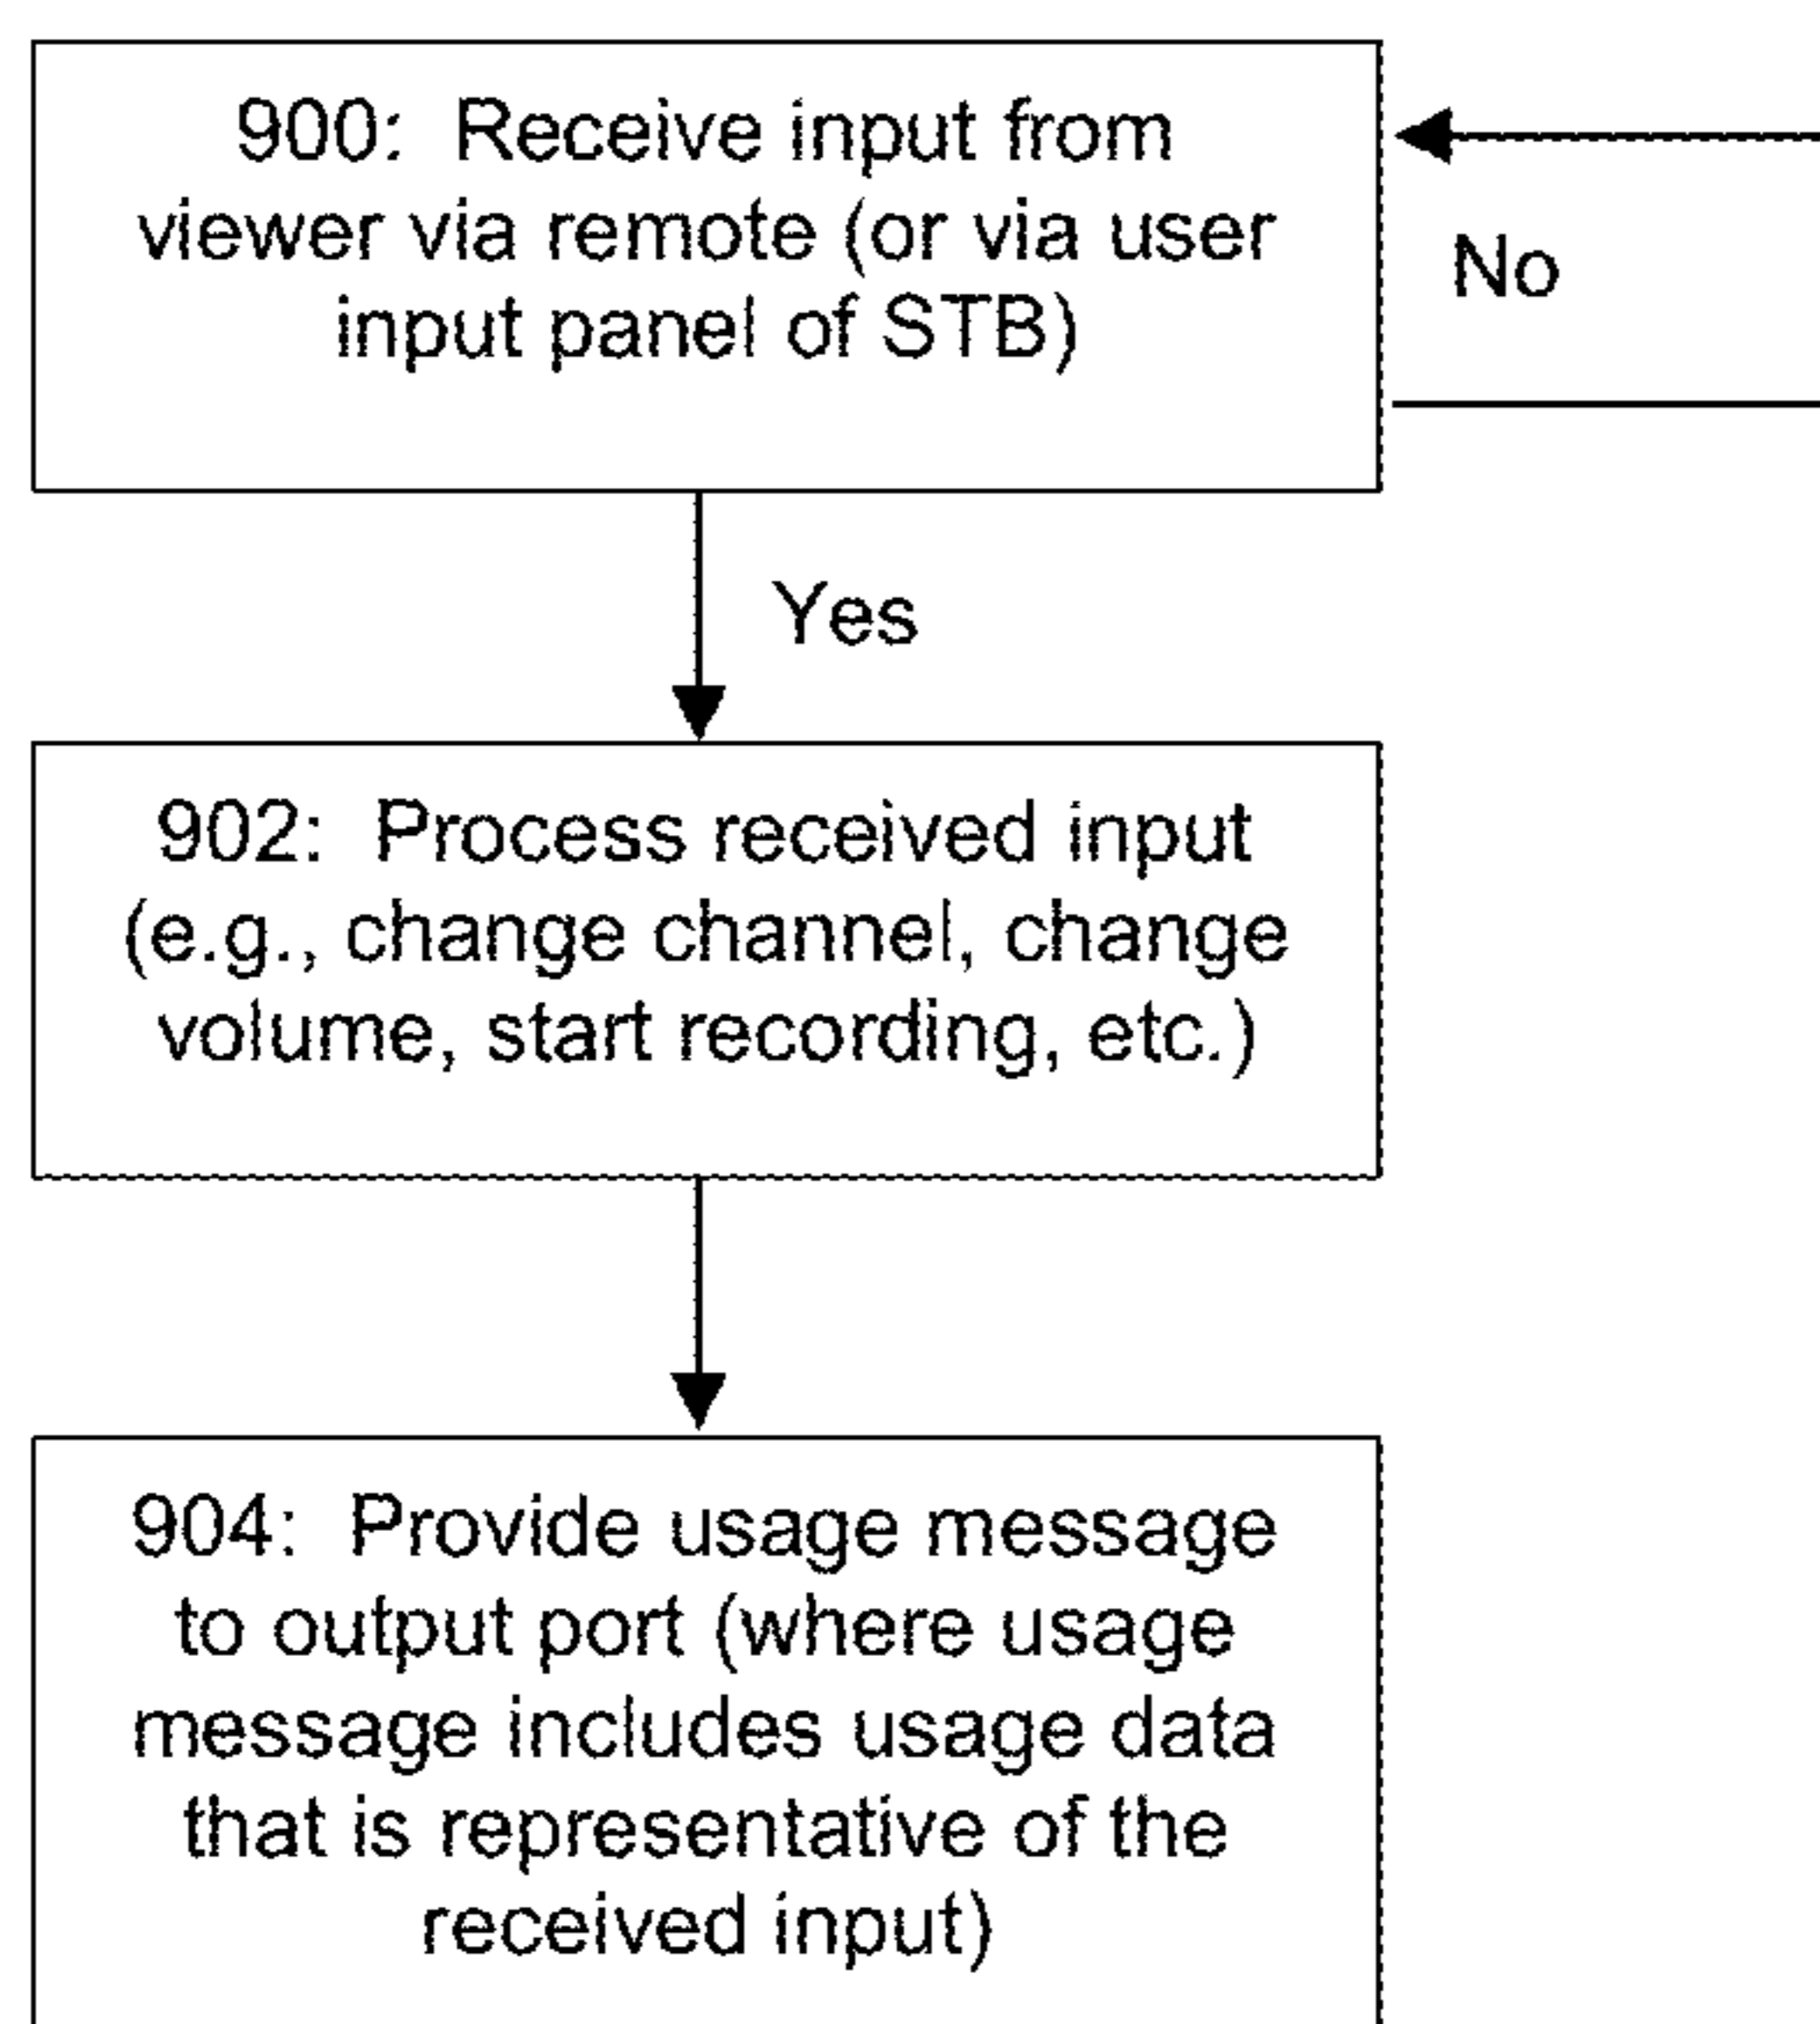 900: Receive input from
viewer via remote (or via user
input panel of STB)
No
Yes
902: Process received input
(e.g., change channel, change
volume, start recording, etc.)
904: Provide usage message
to output port (where usage
message includes usage data
that is representative of the
received input)